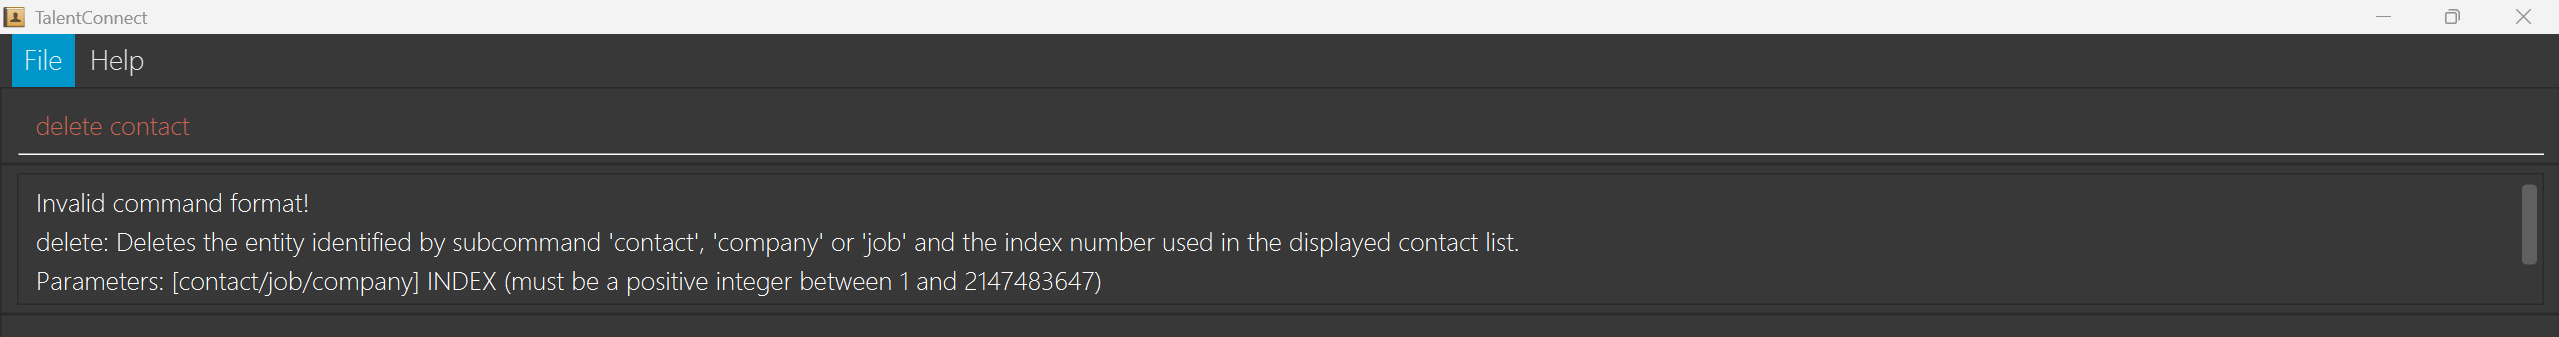 TalentConnect
File Help
delete contact
Invalid command format!
delete: Deletes the entity identified by subcommand 'contact', 'company' or 'job' and the index number used in the displayed contact list.
Parameters: [contact/job/company] INDEX (must be a positive integer between 1 and 2147483647)